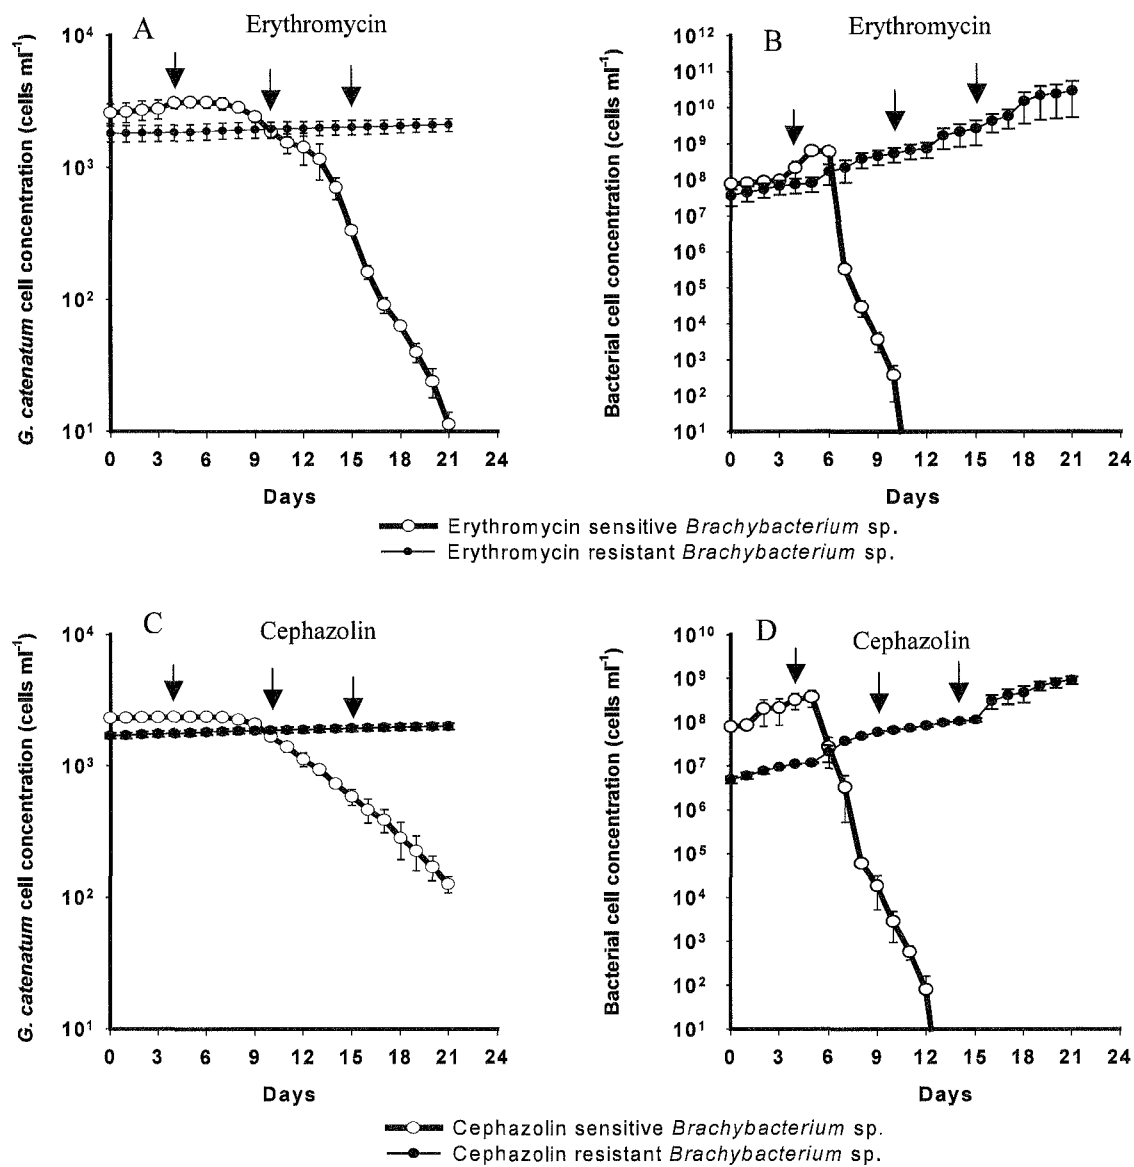 A
Erythromycin
G. catenatum cell concentration (cells ml⁻¹)
10⁴
10³
10²
10¹
0 3 6 9 12 15 18 21 24
Days
B
Erythromycin
Bacterial cell concentration (cells ml⁻¹)
10¹²
10¹¹
10¹⁰
10⁹
10⁸
10⁷
10⁶
10⁵
10⁴
10³
10²
10¹
0 3 6 9 12 15 18 21 24
Days
Erythromycin sensitive Brachybacterium sp.
Erythromycin resistant Brachybacterium sp.
C
Cephazolin
G. catenatum cell concentration (cells ml⁻¹)
10⁴
10³
10²
10¹
0 3 6 9 12 15 18 21 24
Days
D
Cephazolin
Bacterial cell concentration (cells ml⁻¹)
10¹⁰
10⁹
10⁸
10⁷
10⁶
10⁵
10⁴
10³
10²
10¹
0 3 6 9 12 15 18 21 24
Days
Cephazolin sensitive Brachybacterium sp.
Cephazolin resistant Brachybacterium sp.